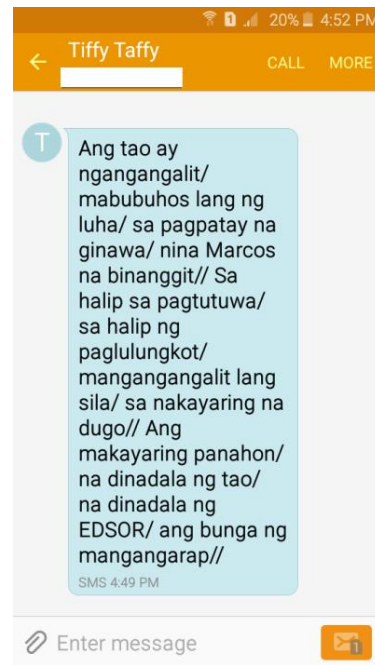 1 20% 4:52 PM
Tiffy Taffy
CALL MORE
T
Ang tao ay
ngangangalit/
mabubuhos lang ng
luha/ sa pagpatay na
ginawa/ nina Marcos
na binanggit// Sa
halip sa pagtutuwa/
sa halip ng
paglulungkot/
mangangangalit lang
sila/ sa nakayaring na
dugo// Ang
makayaring panahon/
na dinadala ng tao/
na dinadala ng
EDSOR/ ang bunga ng
mangangarap//
SMS 4:49 PM
Enter message
1